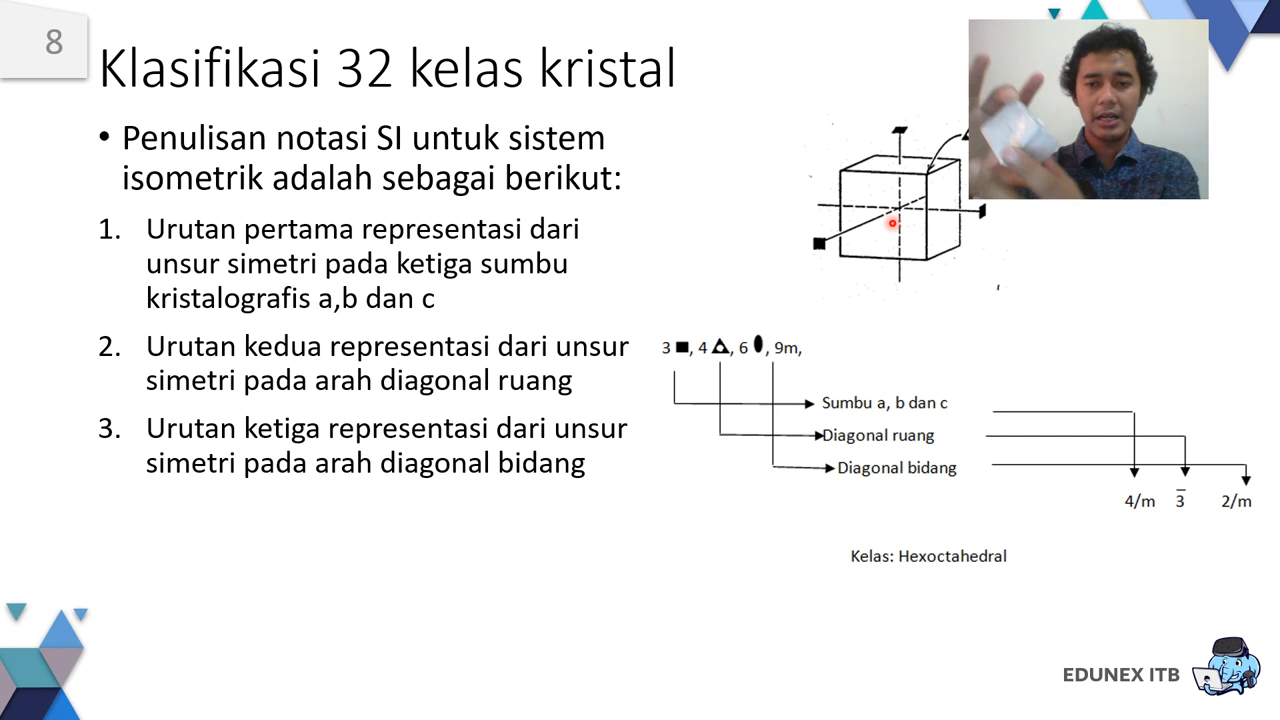 8
Klasifikasi 32 kelas kristal
• Penulisan notasi SI untuk sistem
isometrik adalah sebagai berikut:
1. Urutan pertama representasi dari
unsur simetri pada ketiga sumbu
kristalografis a,b dan c
2. Urutan kedua representasi dari unsur
simetri pada arah diagonal ruang
3. Urutan ketiga representasi dari unsur
simetri pada arah diagonal bidang
3 ■, 4 △, 6 ⬮, 9m,
Sumbu a, b dan c
Diagonal ruang
Diagonal bidang
4/m 3̅ 2/m
Kelas: Hexoctahedral
EDUNEX ITB